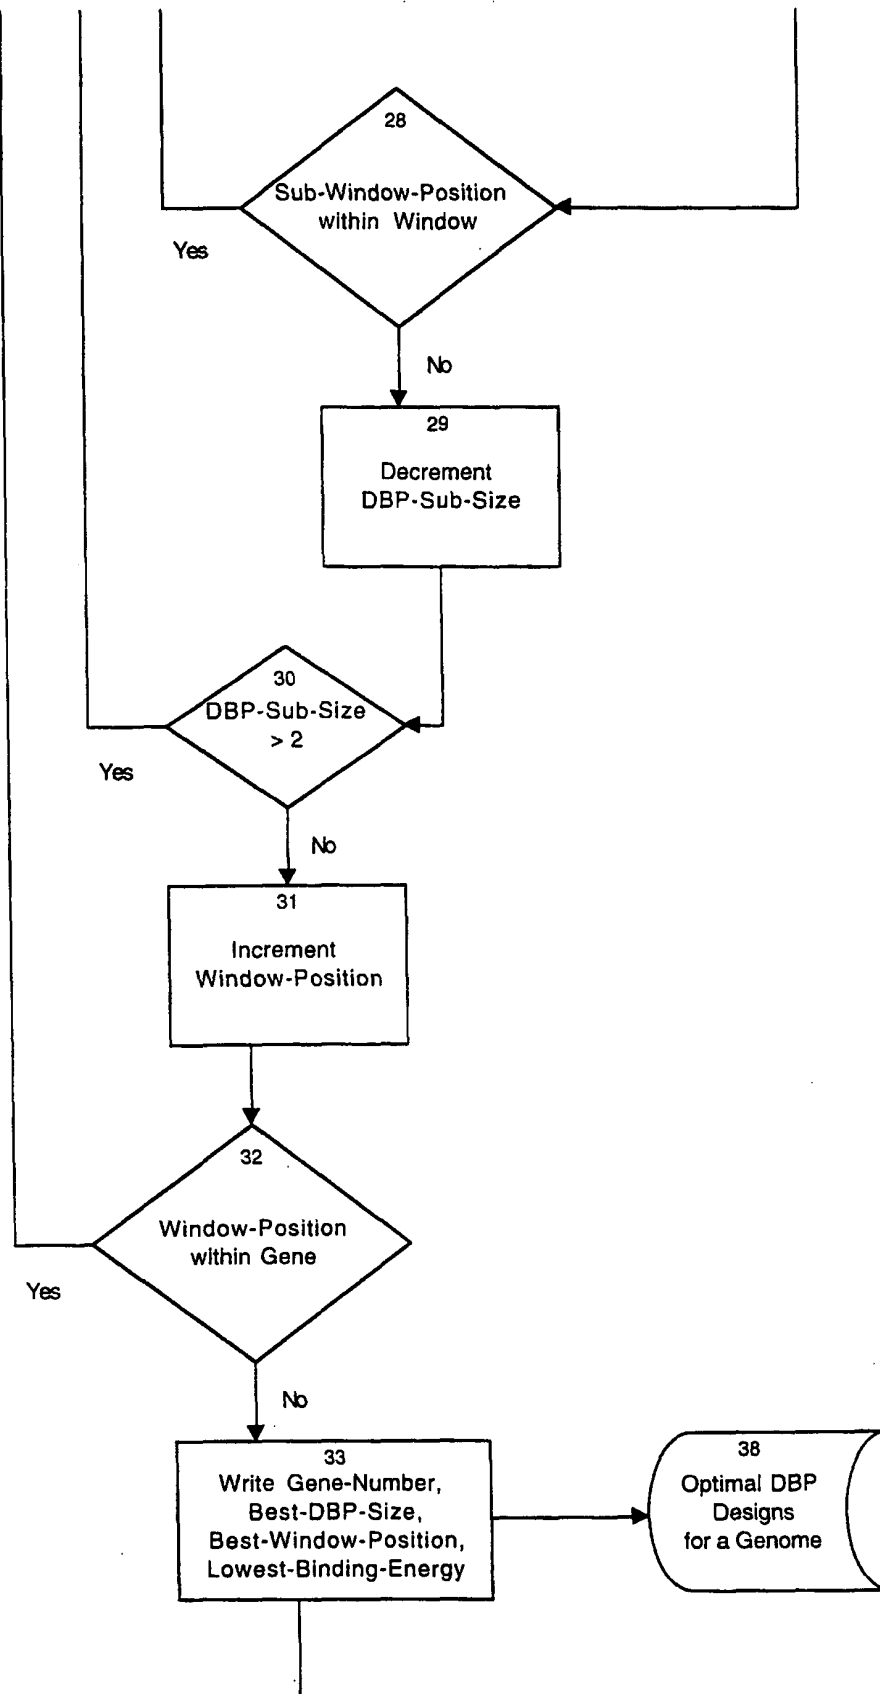 28
Sub-Window-Position
within Window
Yes
No
29
Decrement
DBP-Sub-Size
30
DBP-Sub-Size
> 2
Yes
No
31
Increment
Window-Position
32
Window-Position
within Gene
Yes
No
33
Write Gene-Number,
Best-DBP-Size,
Best-Window-Position,
Lowest-Binding-Energy
38
Optimal DBP
Designs
for a Genome